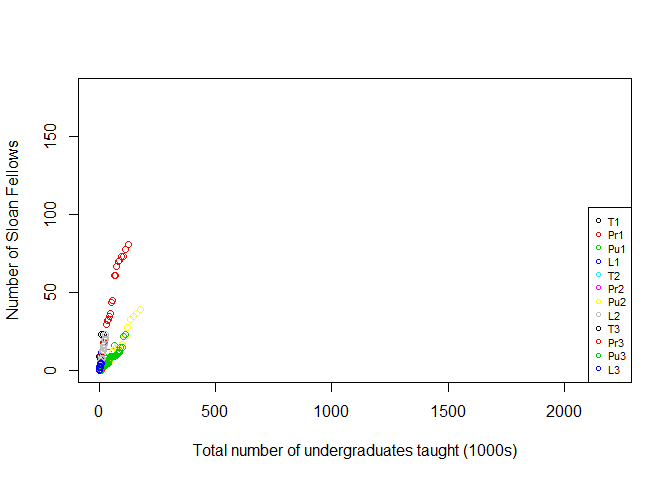 Number of Sloan Fellows
150
100
50
0
0 500 1000 1500 2000
Total number of undergraduates taught (1000s)
T1
Pr1
Pu1
L1
T2
Pr2
Pu2
L2
T3
Pr3
Pu3
L3